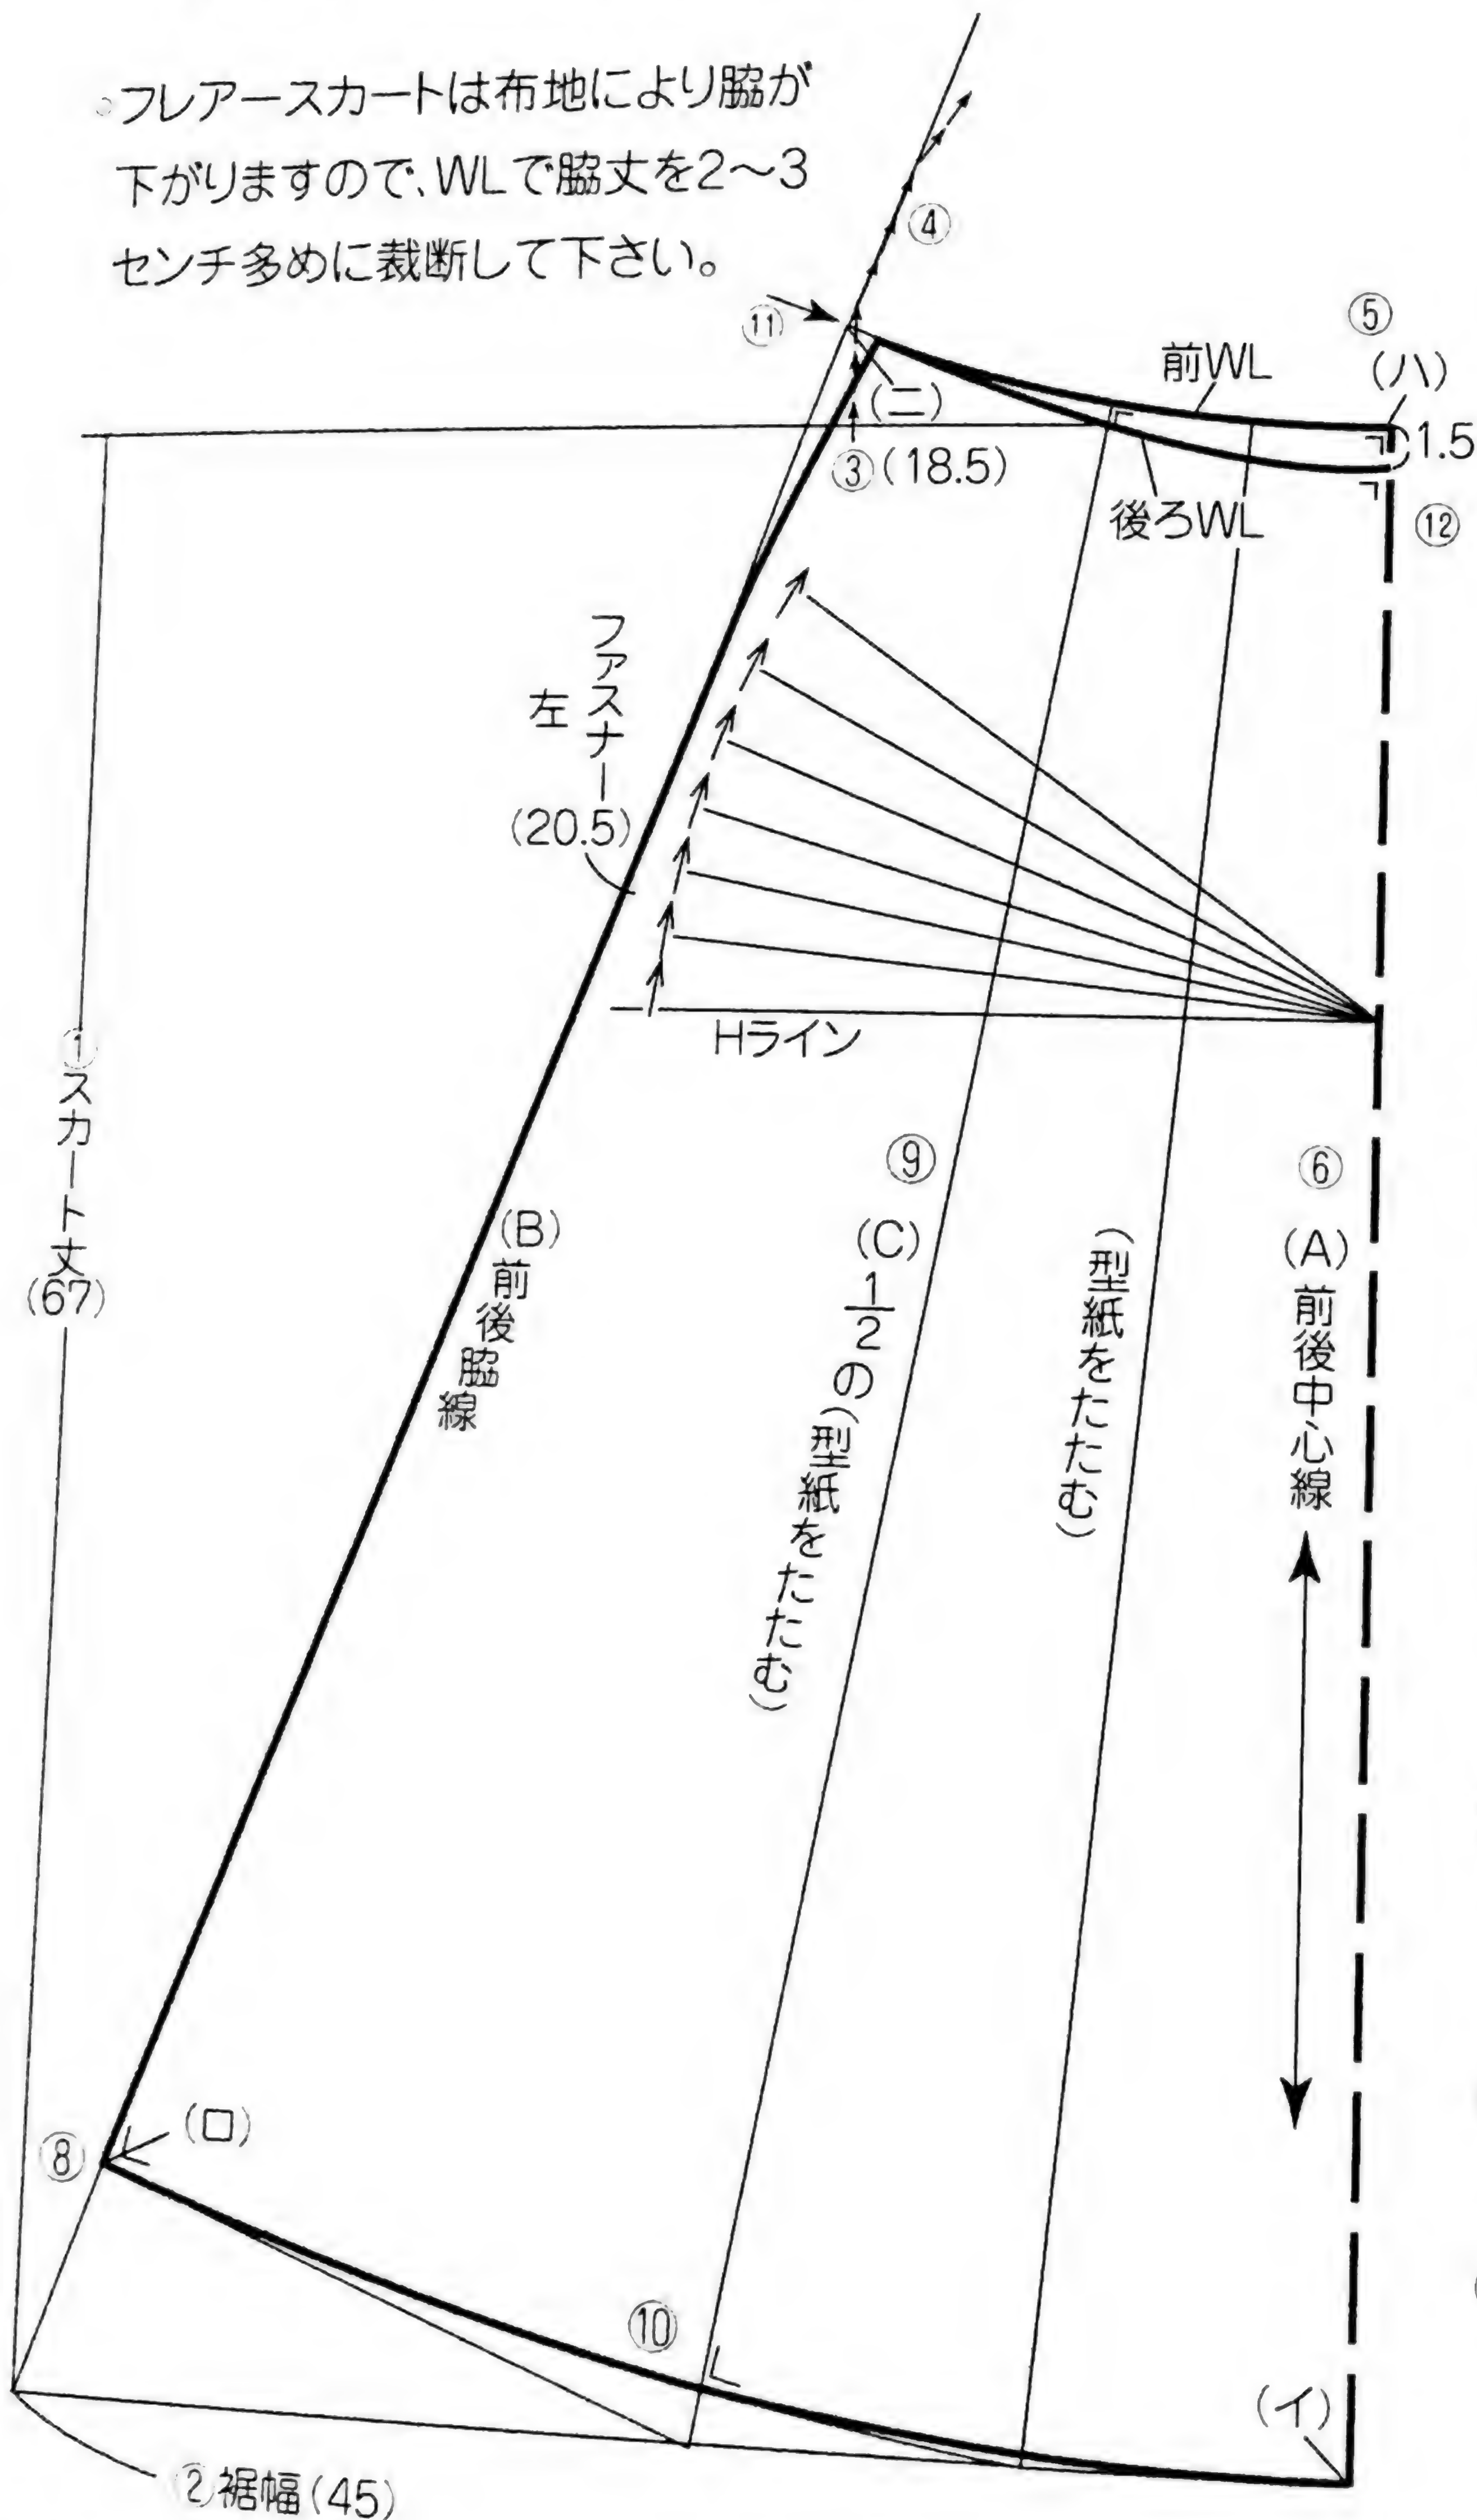 。フレアースカートは布地により脇が
下がりますので、WLで脇丈を2〜3
センチ多めに裁断して下さい。
④
⑪
⑤
(ハ)
前WL
(ニ)
1.5
③(18.5)
後ろWL
⑫
ファスナー
左
(20.5)
Hライン
①スカート丈
(67)
⑨
(C)
1/2の(型紙をたたむ)
(型紙をたたむ)
⑥
(A)前後中心線
(B)前後脇線
⑧
(ロ)
⑩
(イ)
②裾幅(45)